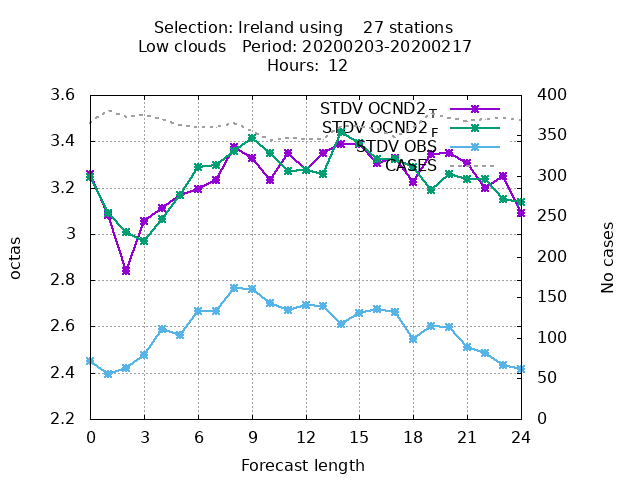 Selection: Ireland using    27 stations
Low clouds   Period: 20200203-20200217
Hours:  12
STDV OCND2 T
STDV OCND2 F
STDV OBS
CASES
3.6
3.4
3.2
3
2.8
2.6
2.4
2.2
octas
400
350
300
250
200
150
100
50
0
No cases
0 3 6 9 12 15 18 21 24
Forecast length